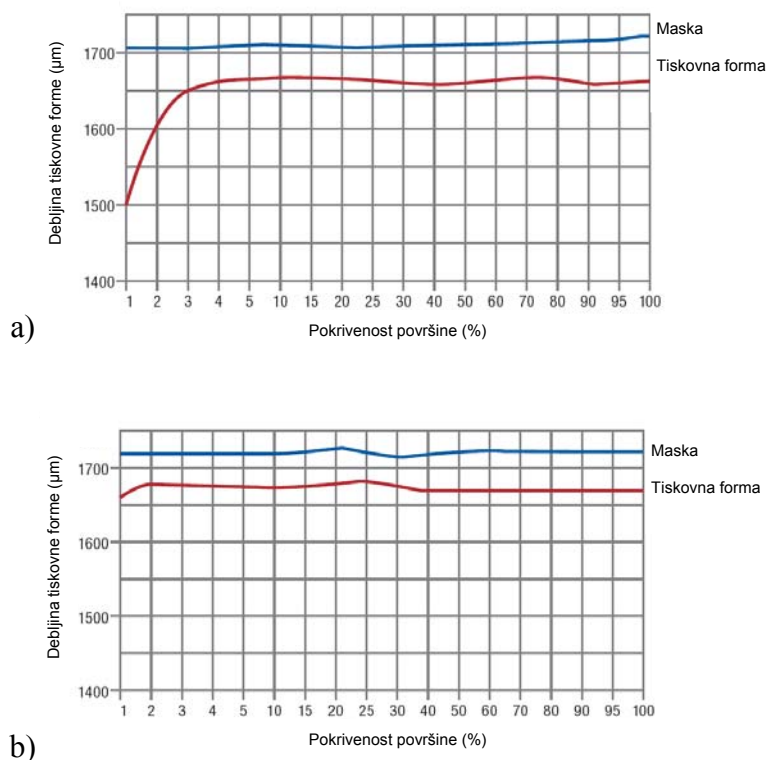 Debljina tiskovne forme (µm)
1700
1600
1500
1400
Maska
Tiskovna forma
1 2 3 4 5 10 15 20 25 30 40 50 60 70 80 90 95 100
Pokrivenost površine (%)
a)
Debljina tiskovne forme (µm)
1700
1600
1500
1400
Maska
Tiskovna forma
1 2 3 4 5 10 15 20 25 30 40 50 60 70 80 90 95 100
Pokrivenost površine (%)
b)